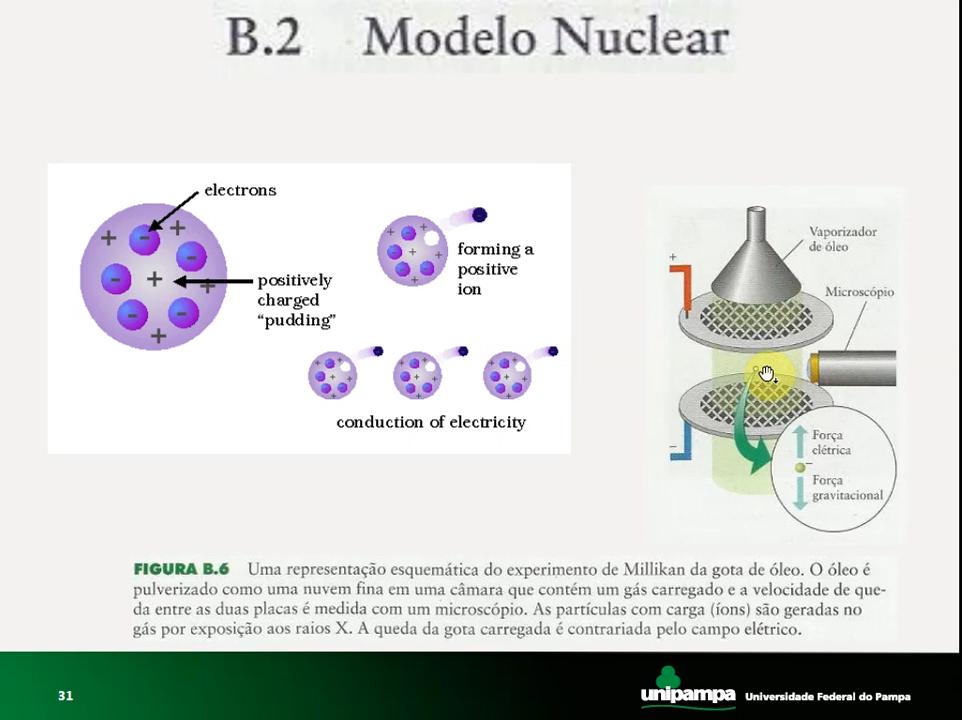 B.2 Modelo Nuclear
electrons
positively
charged
“pudding”
forming a
positive
ion
conduction of electricity
Vaporizador
de óleo
Microscópio
Força
elétrica
Força
gravitacional
FIGURA B.6 Uma representação esquemática do experimento de Millikan da gota de óleo. O óleo é
pulverizado como uma nuvem fina em uma câmara que contém um gás carregado e a velocidade de que-
da entre as duas placas é medida com um microscópio. As partículas com carga (íons) são geradas no
gás por exposição aos raios X. A queda da gota carregada é contrariada pelo campo elétrico.
31
unipampa
Universidade Federal do Pampa